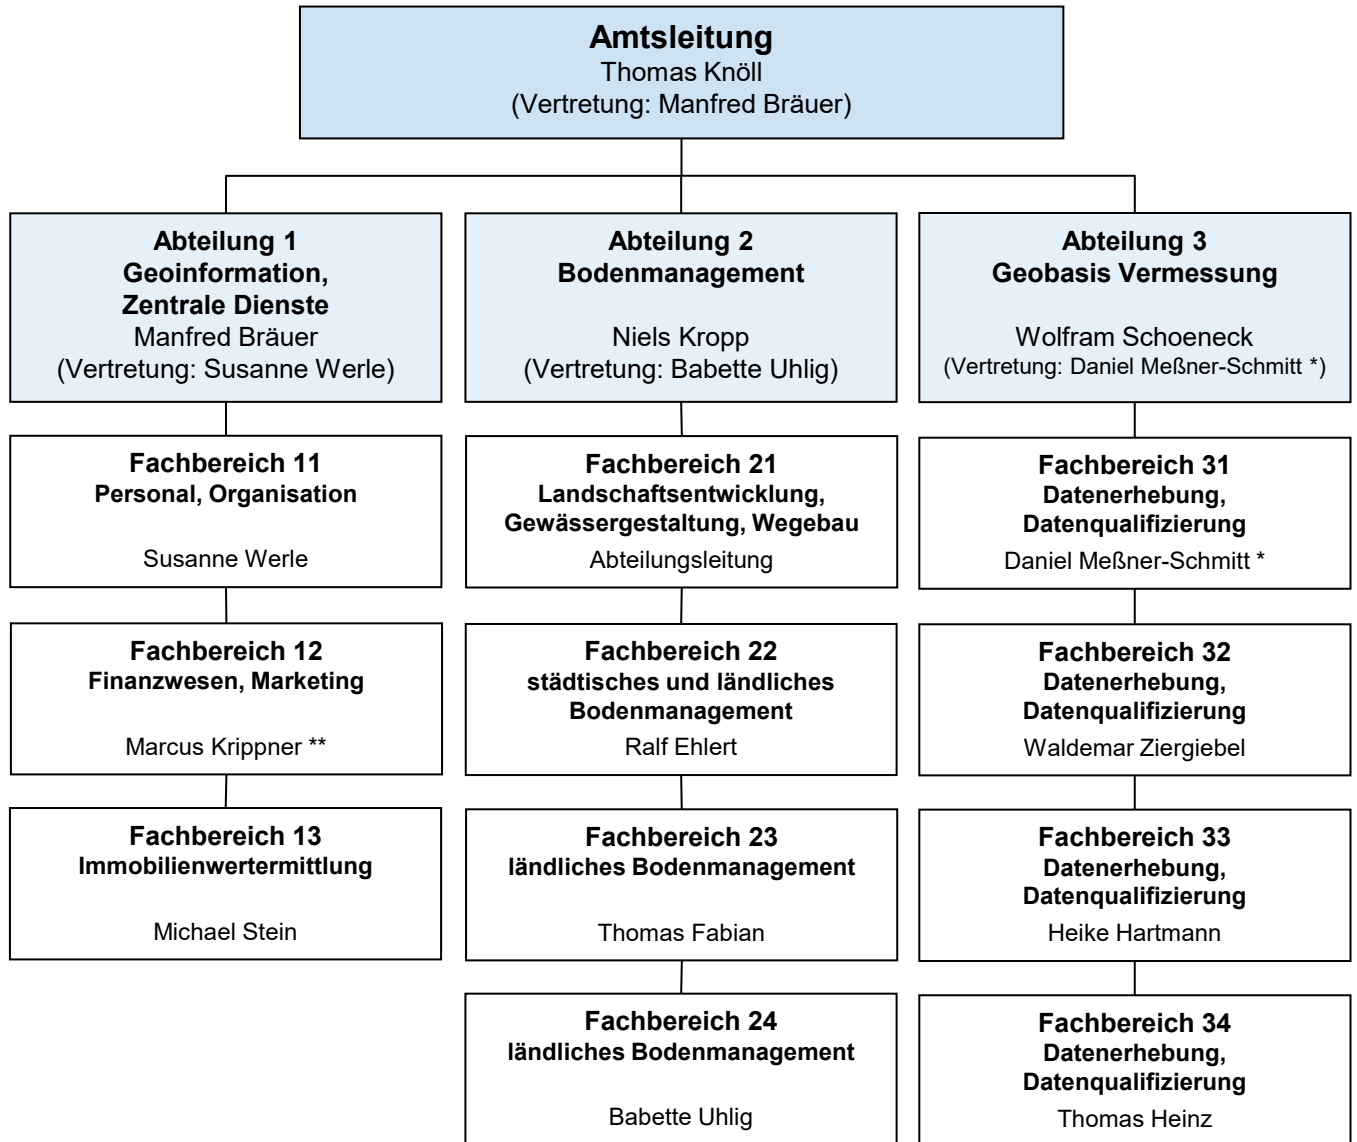 Amtsleitung
Thomas Knöll
(Vertretung: Manfred Bräuer)
Abteilung 1
Geoinformation,
Zentrale Dienste
Manfred Bräuer
(Vertretung: Susanne Werle)
Fachbereich 11
Personal, Organisation
Susanne Werle
Fachbereich 12
Finanzwesen, Marketing
Marcus Krippner **
Fachbereich 13
Immobilienwertermittlung
Michael Stein
Abteilung 2
Bodenmanagement
Niels Kropp
(Vertretung: Babette Uhlig)
Fachbereich 21
Landschaftsentwicklung,
Gewässergestaltung, Wegebau
Abteilungsleitung
Fachbereich 22
städtisches und ländliches
Bodenmanagement
Ralf Ehlert
Fachbereich 23
ländliches Bodenmanagement
Thomas Fabian
Fachbereich 24
ländliches Bodenmanagement
Babette Uhlig
Abteilung 3
Geobasis Vermessung
Wolfram Schoeneck
(Vertretung: Daniel Meßner-Schmitt *)
Fachbereich 31
Datenerhebung,
Datenqualifizierung
Daniel Meßner-Schmitt *
Fachbereich 32
Datenerhebung,
Datenqualifizierung
Waldemar Ziergiebel
Fachbereich 33
Datenerhebung,
Datenqualifizierung
Heike Hartmann
Fachbereich 34
Datenerhebung,
Datenqualifizierung
Thomas Heinz